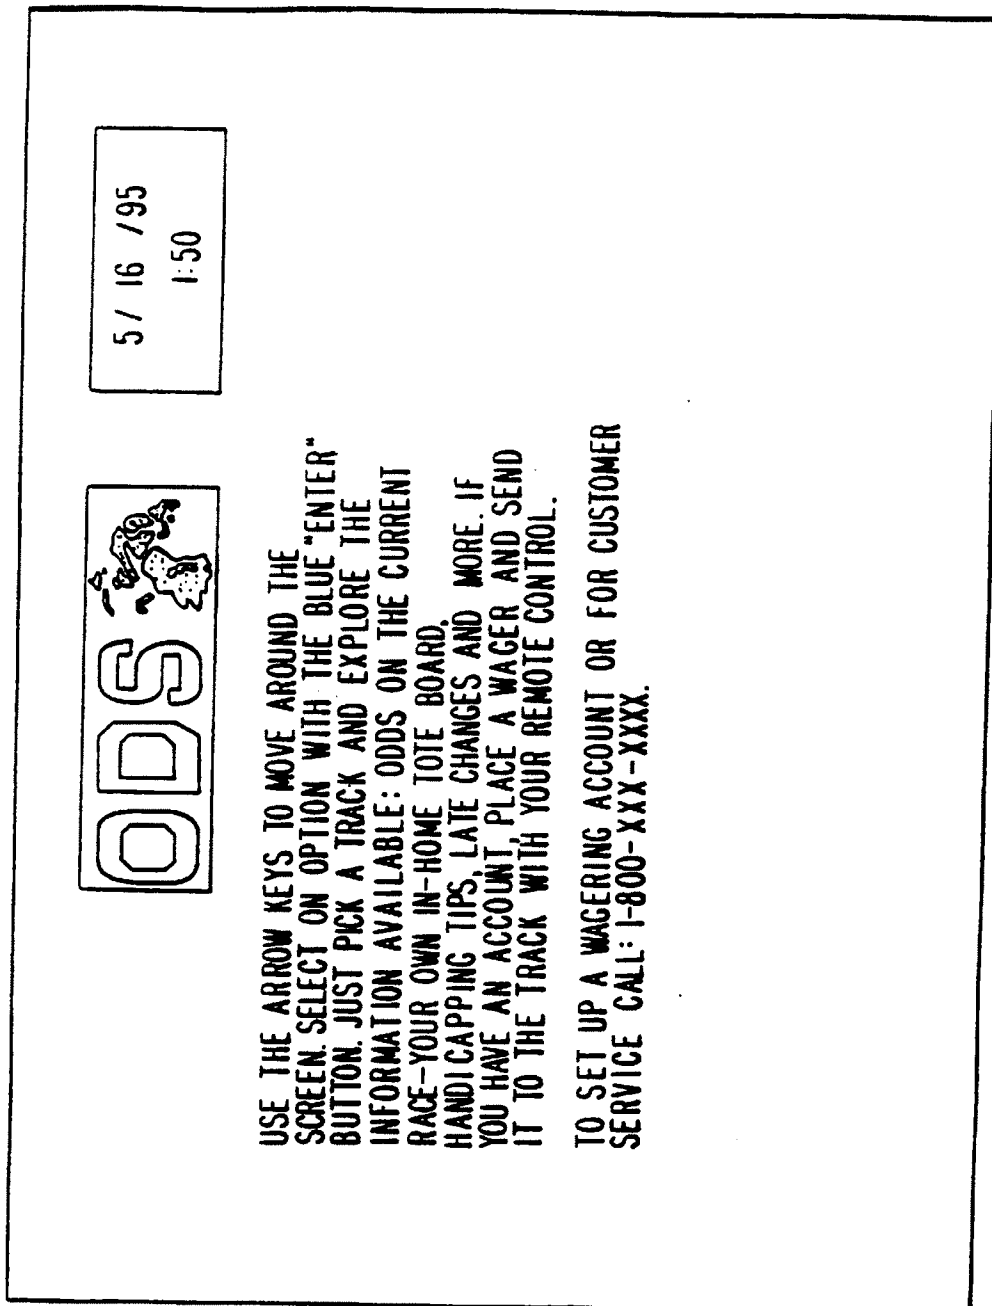 ODS
5/ 16 /95
1:50
USE THE ARROW KEYS TO MOVE AROUND THE
SCREEN. SELECT ON OPTION WITH THE BLUE "ENTER"
BUTTON. JUST PICK A TRACK AND EXPLORE THE
INFORMATION AVAILABLE: ODDS ON THE CURRENT
RACE-YOUR OWN IN-HOME TOTE BOARD,
HANDICAPPING TIPS, LATE CHANGES AND MORE. IF
YOU HAVE AN ACCOUNT, PLACE A WAGER AND SEND
IT TO THE TRACK WITH YOUR REMOTE CONTROL.
TO SET UP A WAGERING ACCOUNT OR FOR CUSTOMER
SERVICE CALL: 1-800-XXX-XXXX.